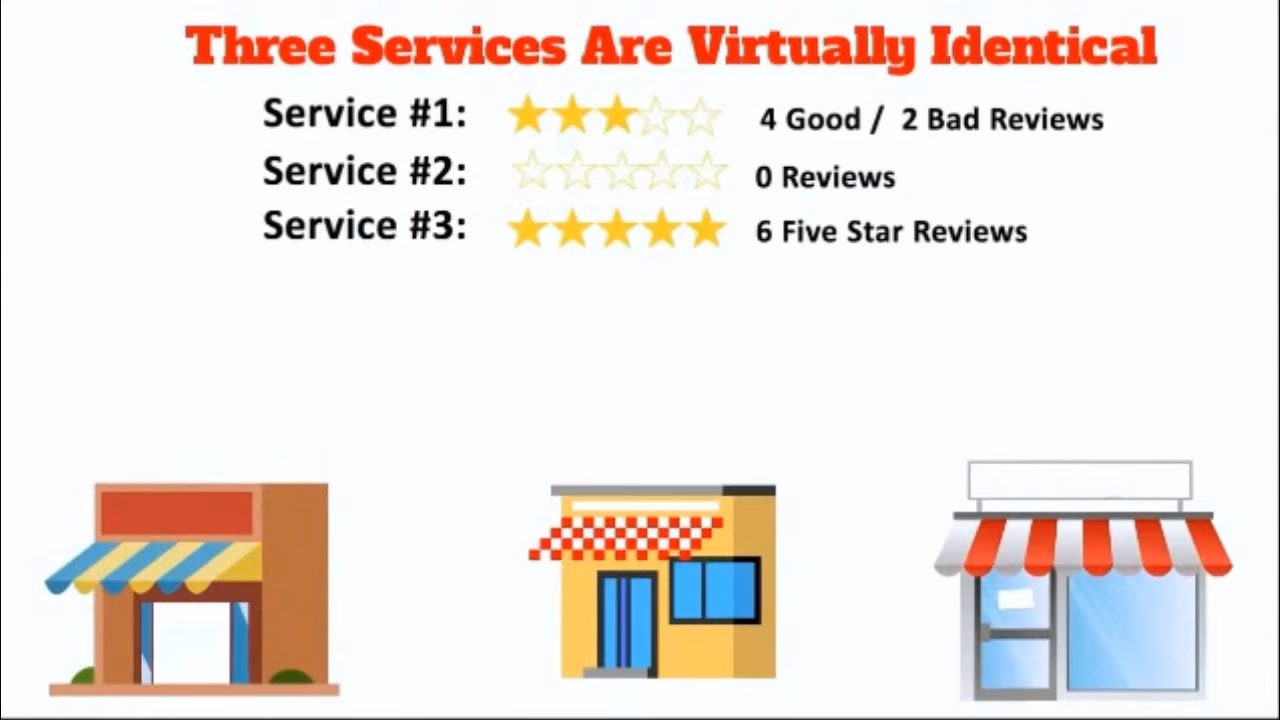 Three Services Are Virtually Identical
Service #1: 4 Good / 2 Bad Reviews
Service #2: 0 Reviews
Service #3: 6 Five Star Reviews